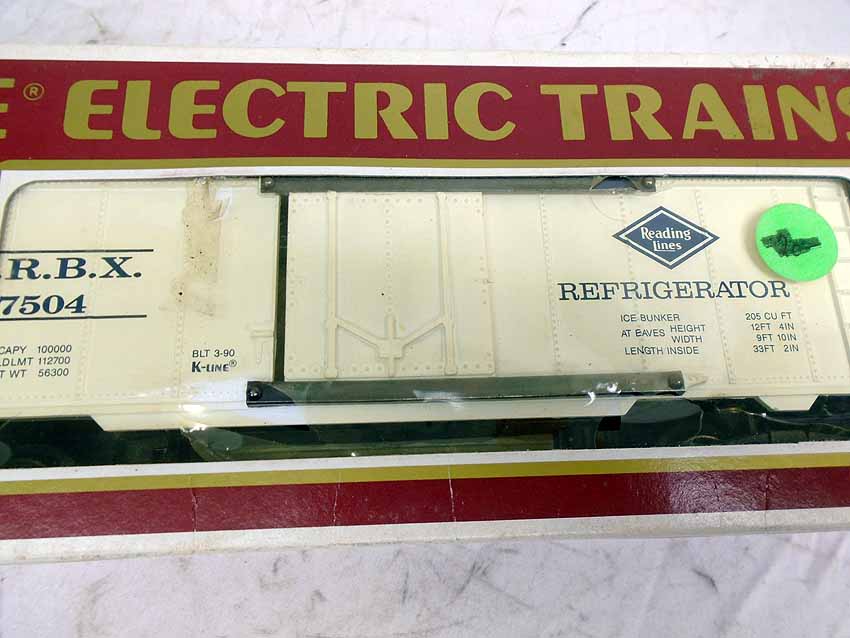 E® ELECTRIC TRAINS
.R.B.X.
7504
CAPY 100000
LDLMT 112700
T WT 56300
BLT 3-90
K-LINE®
Reading
Lines
REFRIGERATOR
ICE BUNKER 205 CU FT
AT EAVES HEIGHT 12FT 4IN
WIDTH 9FT 10IN
LENGTH INSIDE 33FT 2IN